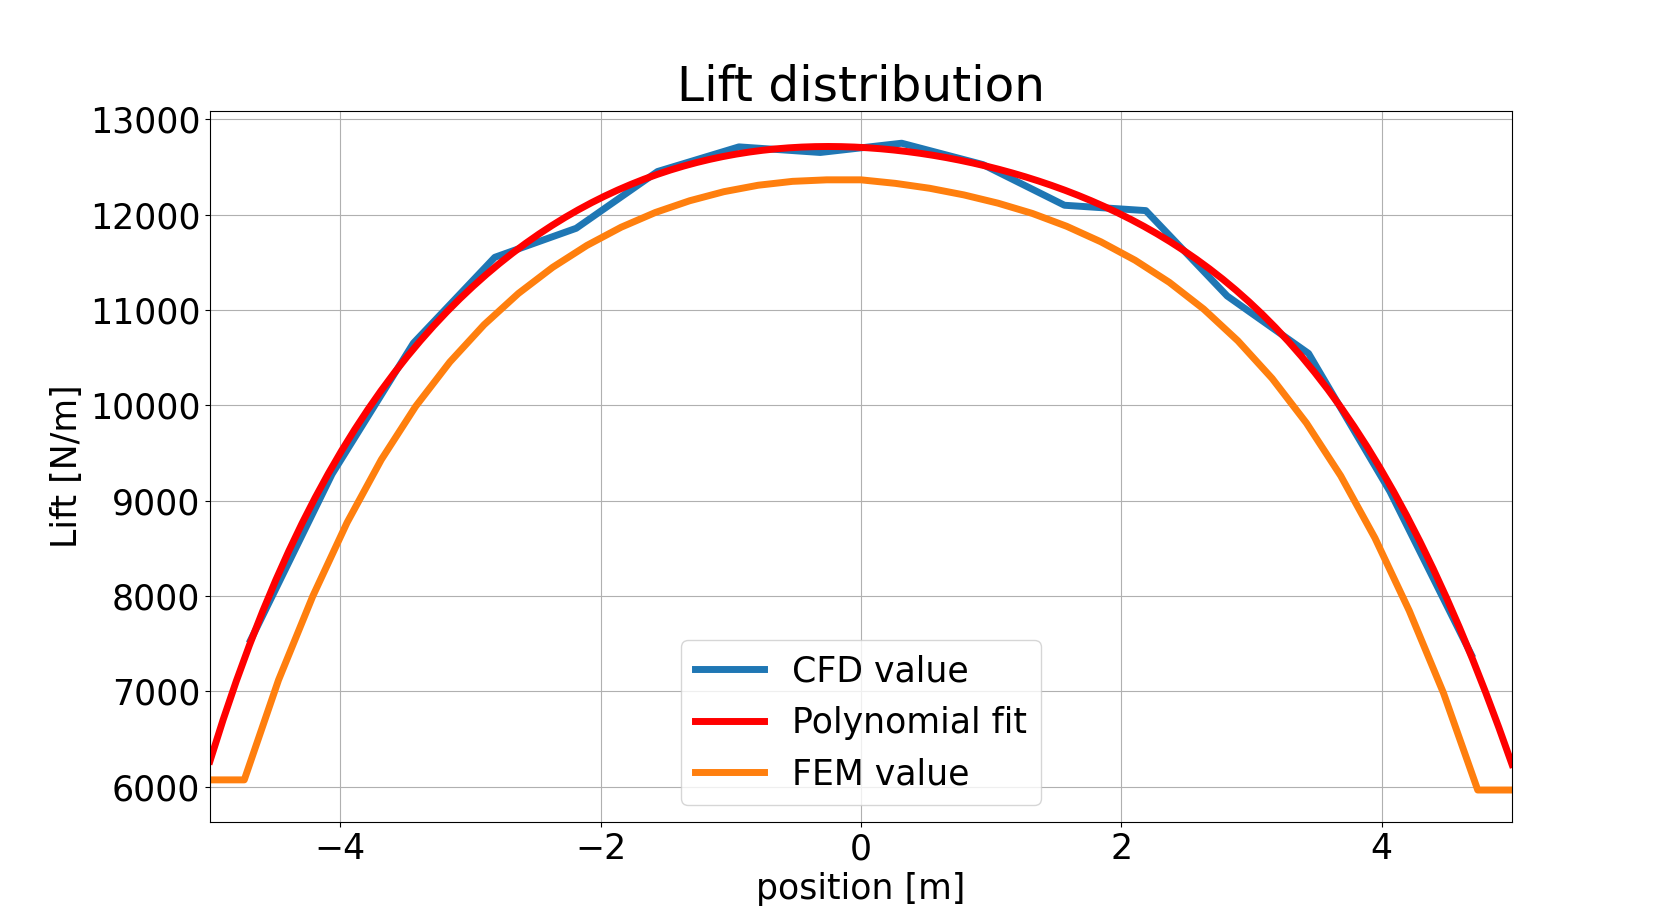 Lift distribution
13000
12000
11000
10000
9000
8000
7000
6000
Lift [N/m]
CFD value
Polynomial fit
FEM value
−4
−2
0
2
4
position [m]